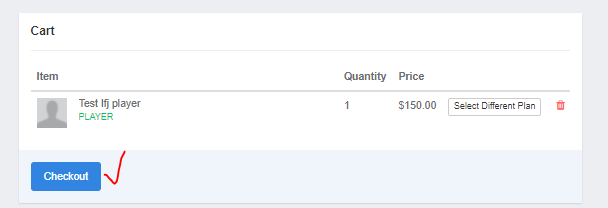 Cart
Item Quantity Price
Test lfj player 1 $150.00 Select Different Plan
PLAYER
Checkout